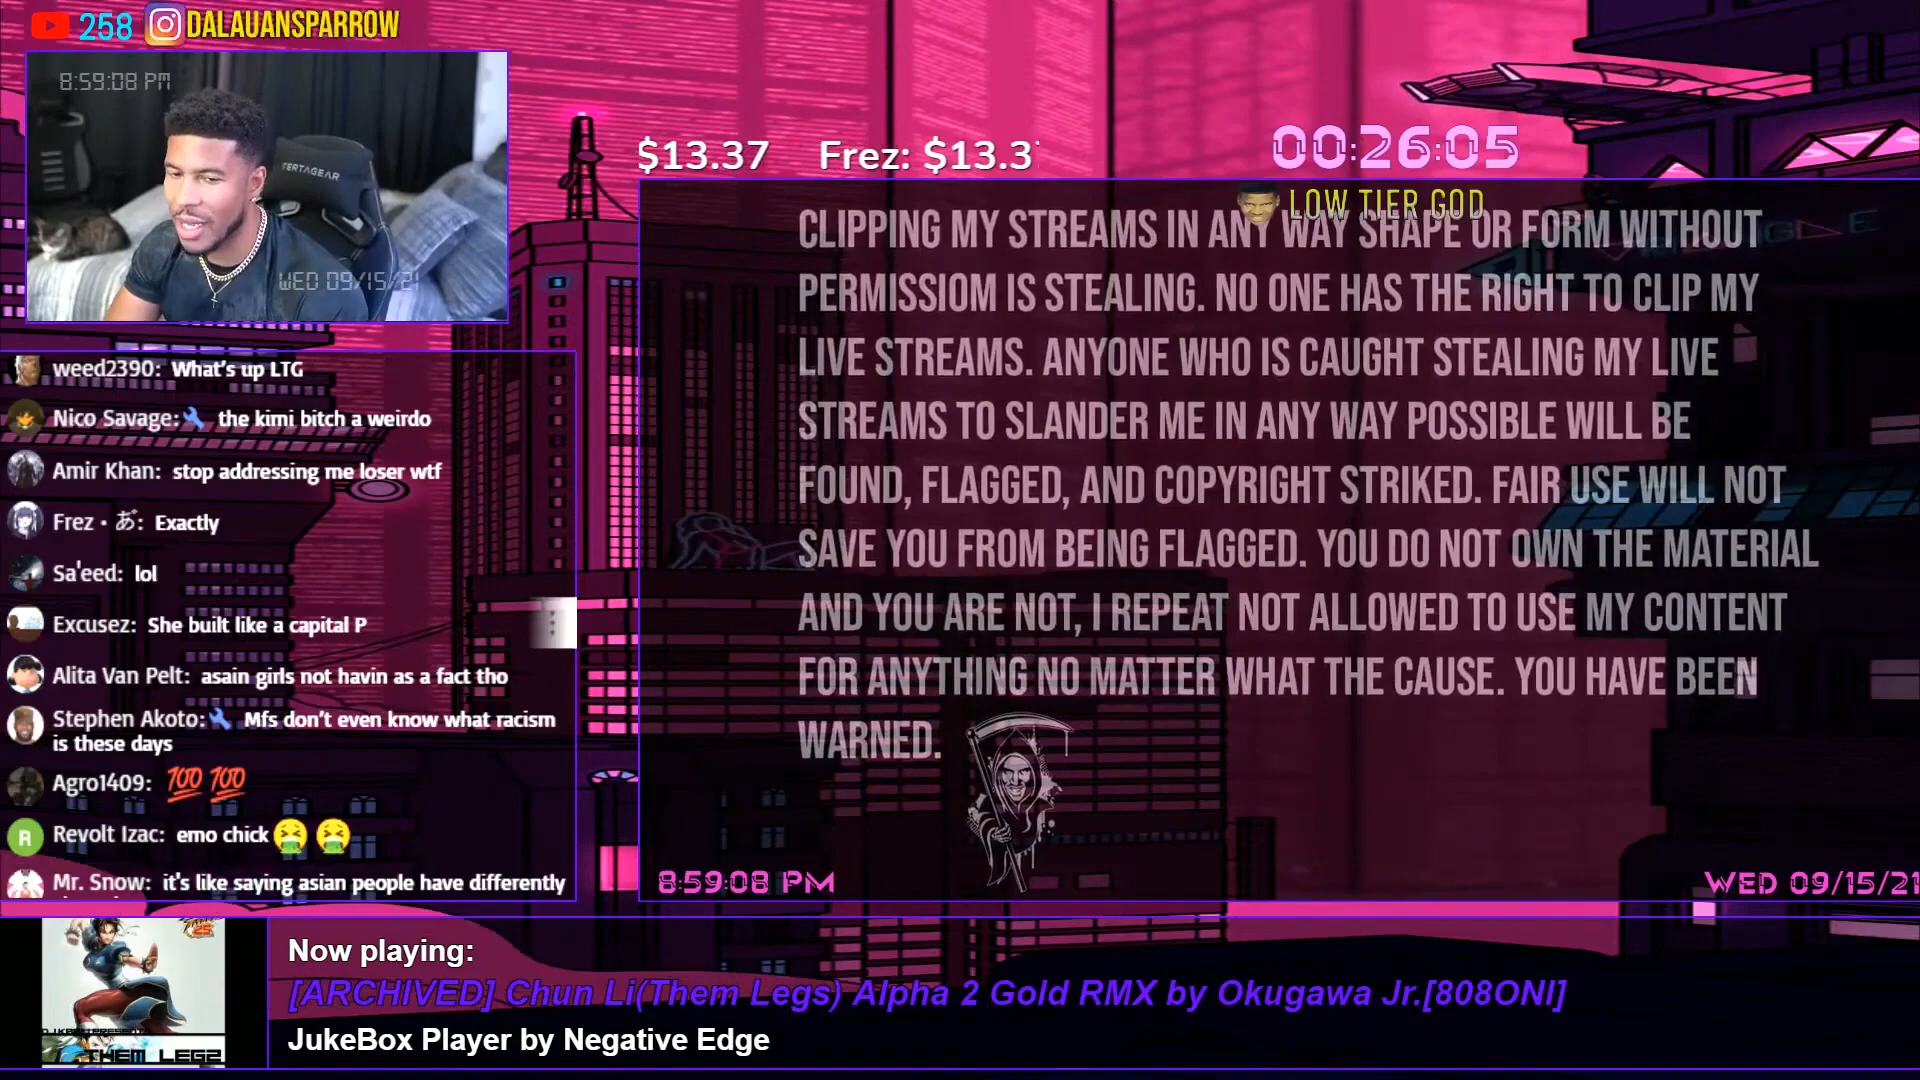 258 DALAUANSPARROW
8:59:08 PM
TERTAGEAR
WED 09/15/21
$13.37 Frez: $13.3
00:26:05
LOW TIER GOD
CLIPPING MY STREAMS IN ANY WAY SHAPE OR FORM WITHOUT
PERMISSIOM IS STEALING. NO ONE HAS THE RIGHT TO CLIP MY
LIVE STREAMS. ANYONE WHO IS CAUGHT STEALING MY LIVE
STREAMS TO SLANDER ME IN ANY WAY POSSIBLE WILL BE
FOUND, FLAGGED, AND COPYRIGHT STRIKED. FAIR USE WILL NOT
SAVE YOU FROM BEING FLAGGED. YOU DO NOT OWN THE MATERIAL
AND YOU ARE NOT, I REPEAT NOT ALLOWED TO USE MY CONTENT
FOR ANYTHING NO MATTER WHAT THE CAUSE. YOU HAVE BEEN
WARNED.
8:59:08 PM
WED 09/15/21
weed2390: What's up LTG
Nico Savage: the kimi bitch a weirdo
Amir Khan: stop addressing me loser wtf
Frez • あ: Exactly
Sa'eed: lol
Excusez: She built like a capital P
Alita Van Pelt: asain girls not havin as a fact tho
Stephen Akoto: Mfs don't even know what racism
is these days
Agro1409: 💯 💯
R Revolt Izac: emo chick 🤮 🤮
Mr. Snow: it's like saying asian people have differently
THEM LEGZ
Now playing:
[ARCHIVED] Chun Li(Them Legs) Alpha 2 Gold RMX by Okugawa Jr.[808ONI]
JukeBox Player by Negative Edge